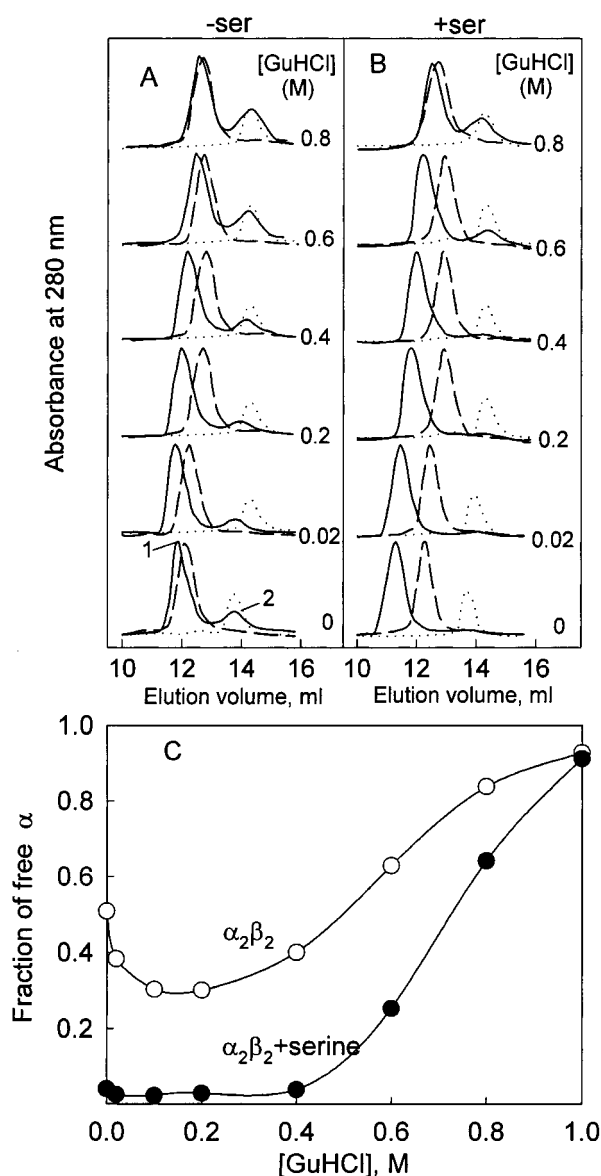 -ser
+ser
A
[GuHCl]
(M)
B
[GuHCl]
(M)
0.8
0.8
0.6
0.6
0.4
0.4
0.2
0.2
0.02
0.02
1
2
0
0
Absorbance at 280 nm
10 12 14 16
10 12 14 16 18
Elution volume, ml
Elution volume, ml
C
1.0
0.8
0.6
0.4
0.2
Fraction of free α
α₂β₂
α₂β₂+serine
0.0 0.2 0.4 0.6 0.8 1.0
[GuHCl], M